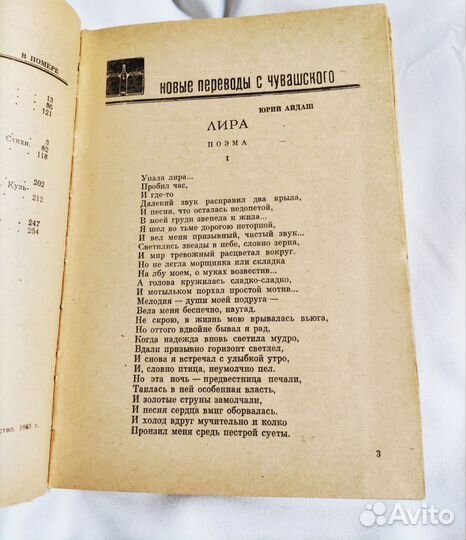 В НОМЕРЕ
13
86
121
Стихи.
3
82
118
202
Кузь-
212
247
254
ство, 1963 г.
НОВЫЕ ПЕРЕВОДЫ С ЧУВАШСКОГО
ЮРИЙ АЙДАШ
ЛИРА
ПОЭМА
I
Упала лира...
Пробил час,
И где-то
Далекий звук расправил два крыла,
И песня, что осталась недопетой,
В моей груди звенела и жила...
Я шел во тьме дорогою неторной,
И вел меня призывный, чистый звук...
Светились звезды в небе, словно зерна,
И мир тревожный расцветал вокруг.
Но не легла морщинка или складка
На лбу моем, о муках возвестив...
А голова кружилась сладко-сладко,
И мотыльком порхал простой мотив...
Мелодия — души моей подруга —
Вела меня беспечно, наугад.
Не скрою, в жизнь мою врывалась вьюга,
Но оттого вдвойне бывал я рад,
Когда надежда вновь светила мудро,
Вдали призывно горизонт светлел,
И снова я встречал с улыбкой утро,
И, словно птица, неумолчно пел.
Но эта ночь — предвестница печали,
Таилась в ней особенная власть,
И золотые струны замолчали,
И песня сердца вмиг оборвалась.
И холод вдруг мучительно и колко
Пронзил меня средь пестрой суеты.
3
Avito